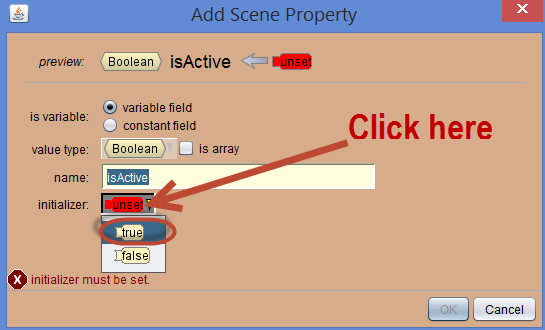 Add Scene Property
preview: Boolean isActive unset
is variable: variable field
constant field
Click here
value type: Boolean is array
name: isActive
initializer: unset
true
false
initializer must be set.
OK Cancel